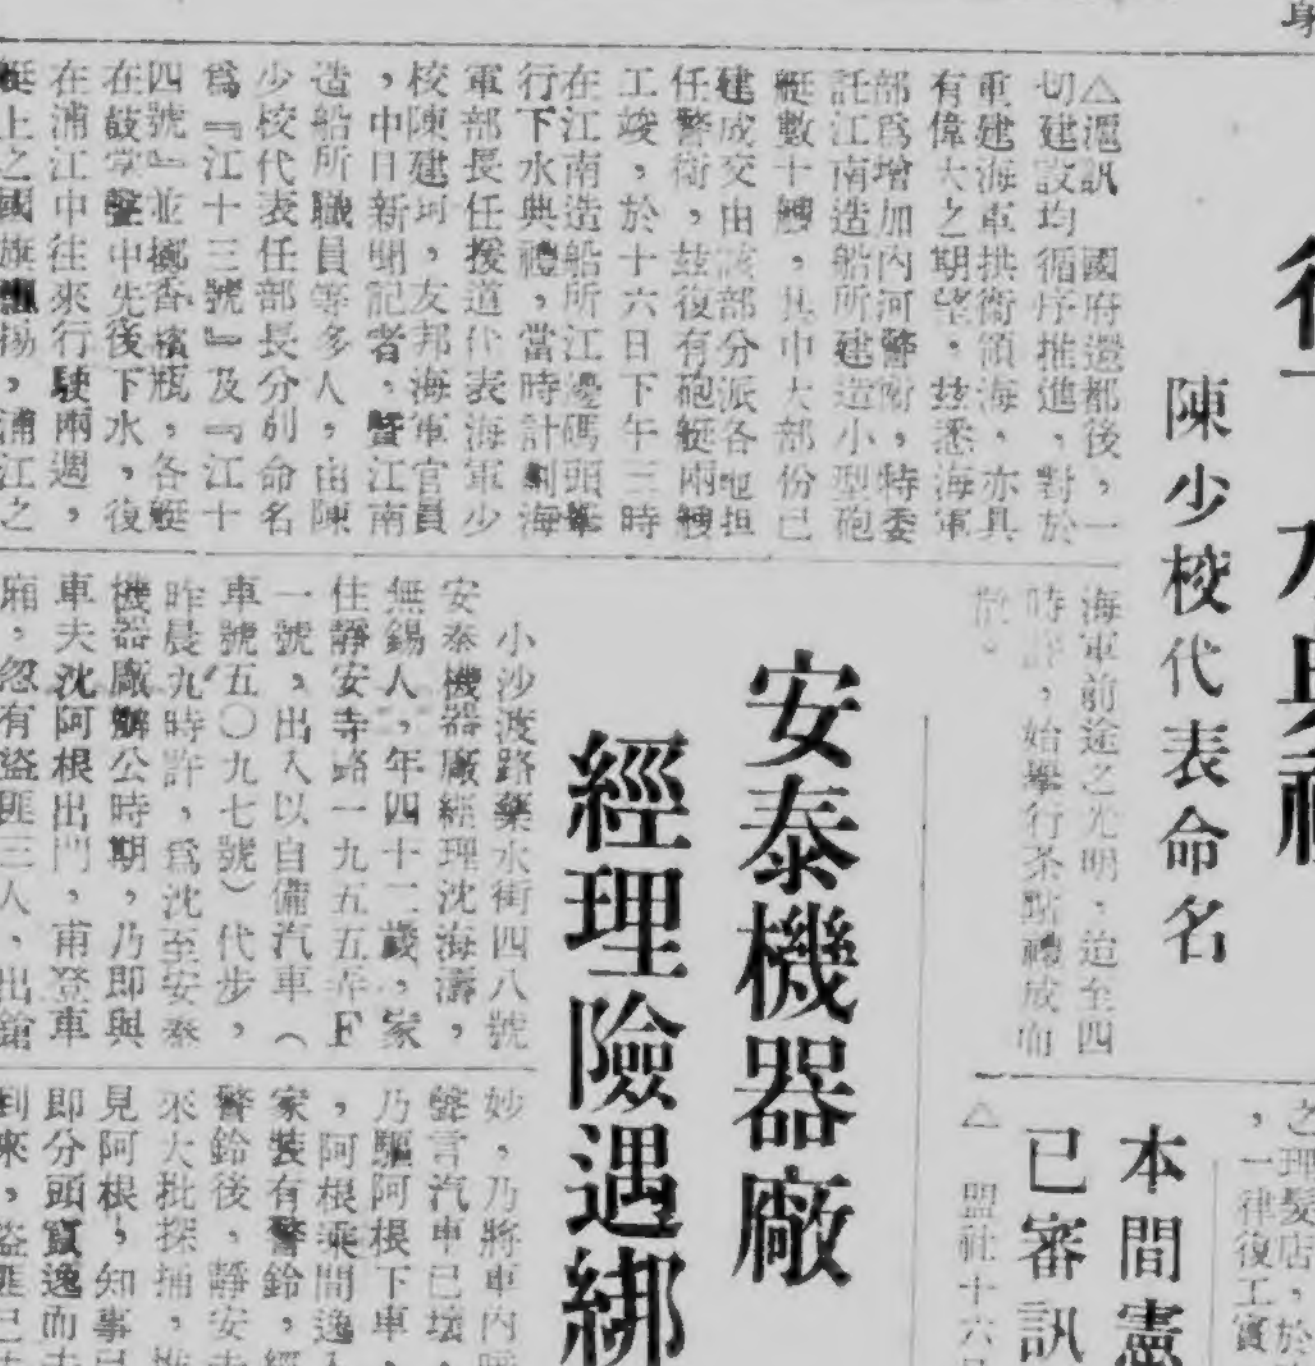 陳少校代表命名
△滬訊　國府還都後，一
切建設均循序推進，對於
重建海軍拱衛領海，亦具
有偉大之期望，茲悉海軍
部爲增加內河警衛，特委
託江南造船所建造小型砲
艇數十艘，其中大部份已
建成交由該部分派各地担
任警衛，茲復有砲艇兩艘
工竣，於十六日下午三時
在江南造船所江邊碼頭舉
行下水典禮，當時計到海
軍部長任援道代表海軍少
校陳建珂，友邦海軍官員
，中日新聞記者，暨江南
造船所職員等多人，由陳
少校代表任部長分別命名
爲『江十三號』及『江十
四號』並擲香檳瓶，各艇
在鼓掌聲中先後下水，復
在浦江中往來行駛兩週，
艇上之國旗飄揚，浦江之
海軍前途之光明，迨至四
時許，始舉行茶點禮成而
散。
安泰機器廠
經理險遇綁
小沙渡路藥水街四八號
安泰機器廠經理沈海濤，
無錫人，年四十二歲，家
住靜安寺路一九五五弄F
一號，出入以自備汽車（
車號五〇九七號）代步，
昨晨九時許，爲沈至安泰
機器廠辦公時期，乃即與
車夫沈阿根出門，甫登車
廂，忽有盜匪三人，出鎗
妙，乃將車內
聲言汽車已壞，
乃驅阿根下車，
，阿根乘間逸入
家裝有警鈴，經
警鈴後，靜安寺
來大批探捕，
見阿根，知事已
即分頭竄逸而去
到來，盜匪已
之理髮店，於
，一律復工實
本間憲
已審訊
△　盟社十六日